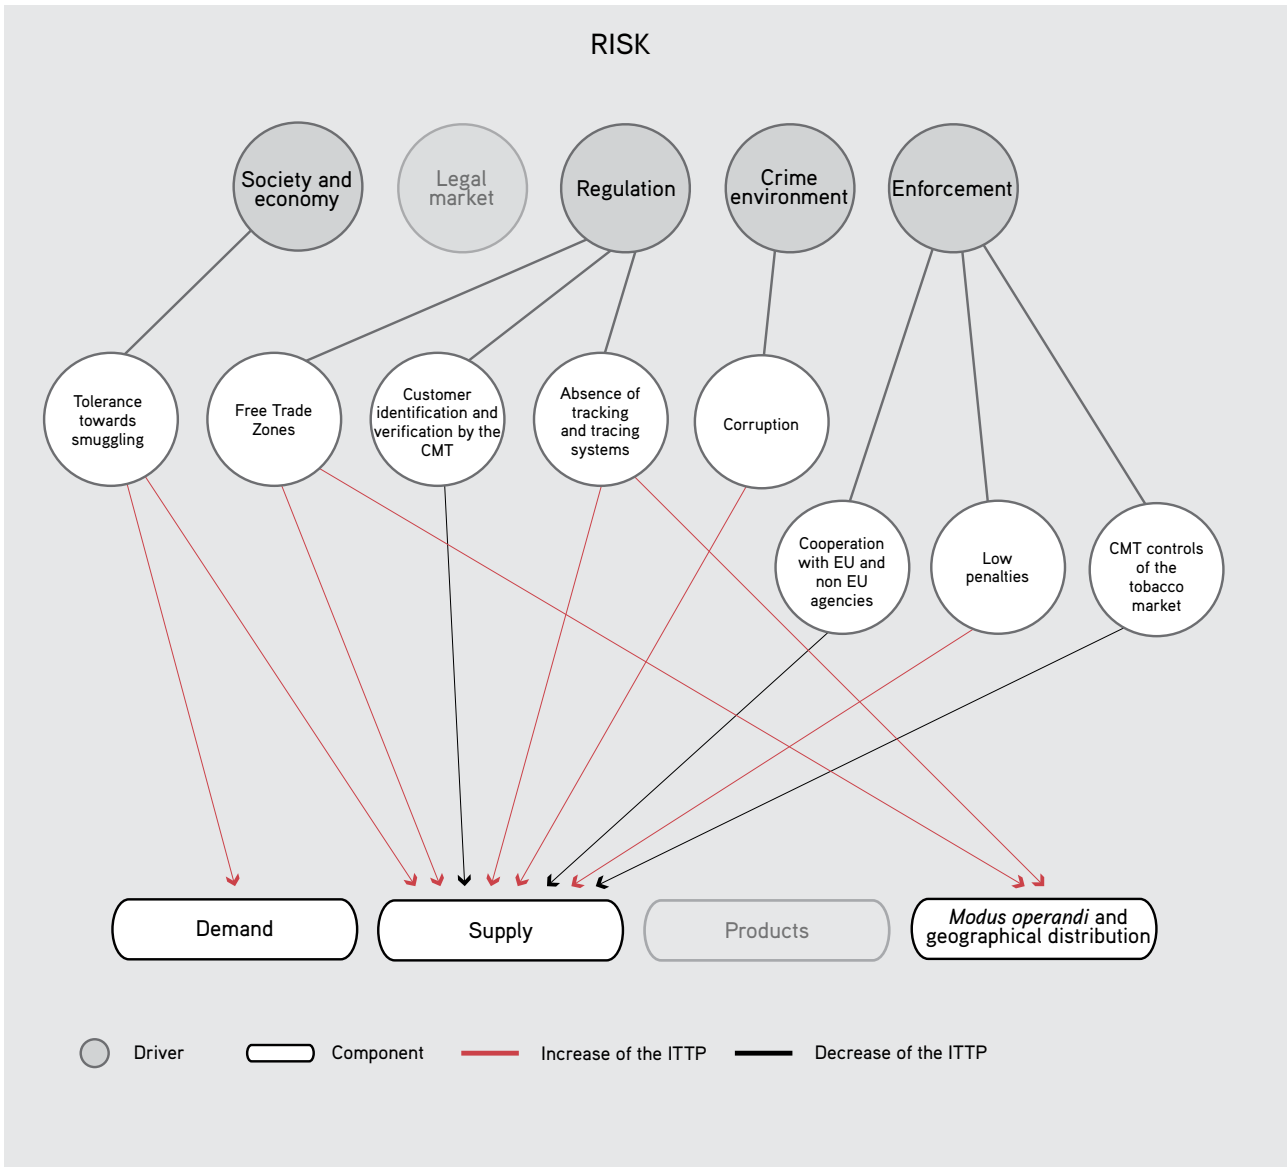 RISK
Society and
economy
Legal
market
Regulation
Crime
environment
Enforcement
Tolerance
towards
smuggling
Free Trade
Zones
Customer
identification and
verification by the
CMT
Absence of
tracking
and tracing
systems
Corruption
Cooperation
with EU and
non EU
agencies
Low
penalties
CMT controls
of the
tobacco
market
Demand
Supply
Products
Modus operandi and
geographical distribution
Driver
Component
Increase of the ITTP
Decrease of the ITTP